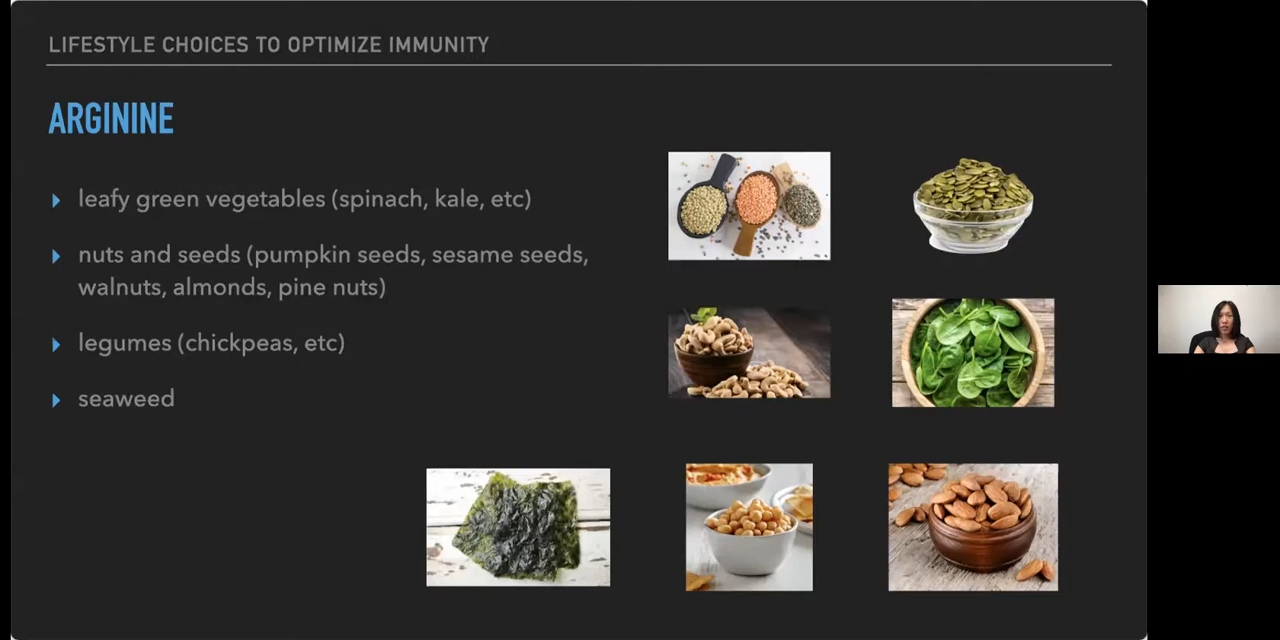 LIFESTYLE CHOICES TO OPTIMIZE IMMUNITY
ARGININE
leafy green vegetables (spinach, kale, etc)
nuts and seeds (pumpkin seeds, sesame seeds,
walnuts, almonds, pine nuts)
legumes (chickpeas, etc)
seaweed